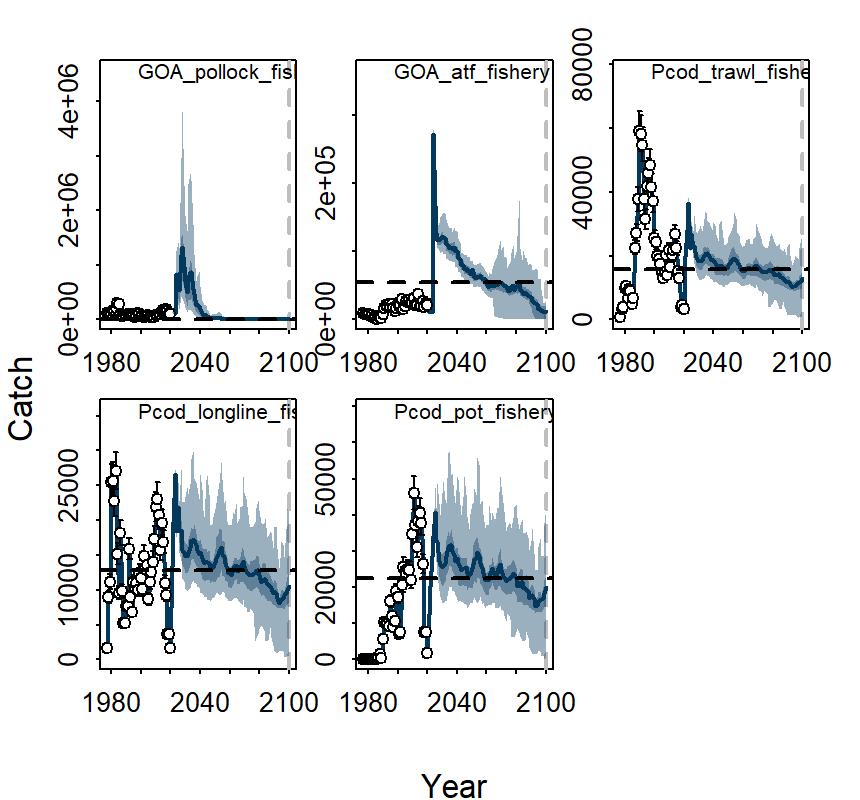 GOA_pollock_fish
GOA_atf_fishery
Pcod_trawl_fishe
0e+00 2e+06 4e+06
0e+00 2e+05
0 40000 80000
1980 2040 2100
1980 2040 2100
1980 2040 2100
Catch
Pcod_longline_fis
Pcod_pot_fishery
0 10000 25000
0 20000 50000
1980 2040 2100
1980 2040 2100
Year